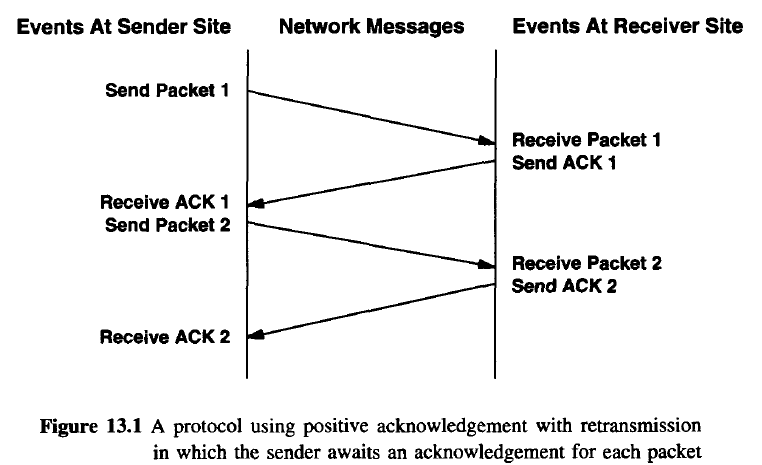 Events At Sender Site Network Messages Events At Receiver Site
Send Packet 1
Receive Packet 1
Send ACK 1
Receive ACK 1
Send Packet 2
Receive Packet 2
Send ACK 2
Receive ACK 2
Figure 13.1 A protocol using positive acknowledgement with retransmission
in which the sender awaits an acknowledgement for each packet